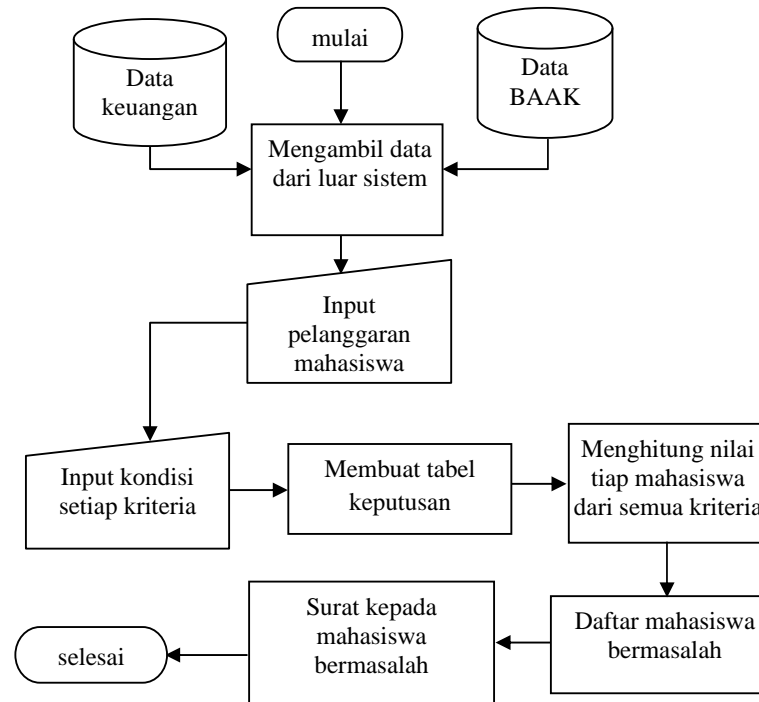 mulai
Data
keuangan
Data
BAAK
Mengambil data
dari luar sistem
Input
pelanggaran
mahasiswa
Input kondisi
setiap kriteria
Membuat tabel
keputusan
Menghitung nilai
tiap mahasiswa
dari semua kriteria
Daftar mahasiswa
bermasalah
Surat kepada
mahasiswa
bermasalah
selesai